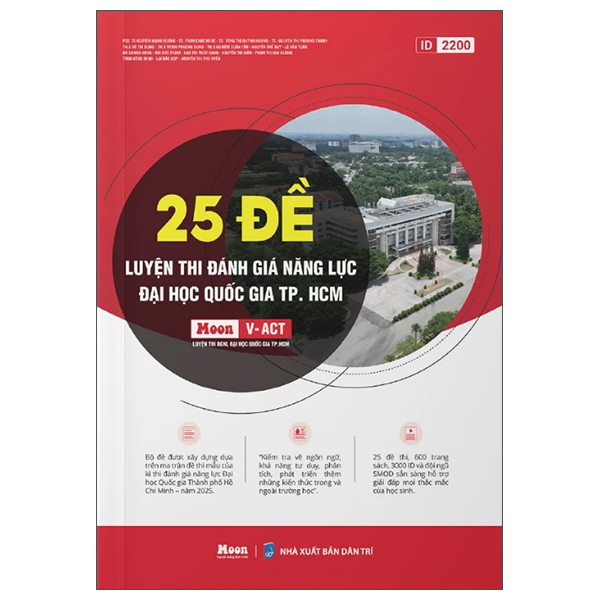 ID 2200
25 ĐỀ
LUYỆN THI ĐÁNH GIÁ NĂNG LỰC
ĐẠI HỌC QUỐC GIA TP. HCM
Moon V-ACT
LUYỆN THI ĐGNL ĐẠI HỌC QUỐC GIA TP.HCM
Bộ đề được xây dựng dựa
trên ma trận đề thi mẫu của
kì thi đánh giá năng lực Đại
học Quốc gia Thành phố Hồ
Chí Minh – năm 2025.
"Kiểm tra về ngôn ngữ,
khả năng tư duy, phân
tích, phát triển thêm
những kiến thức trong và
ngoài trường học".
25 đề thi, 600 trang
sách, 3000 ID và đội ngũ
SMOD sẵn sàng hỗ trợ
giải đáp mọi thắc mắc
của học sinh.
Moon
NHÀ XUẤT BẢN DÂN TRÍ